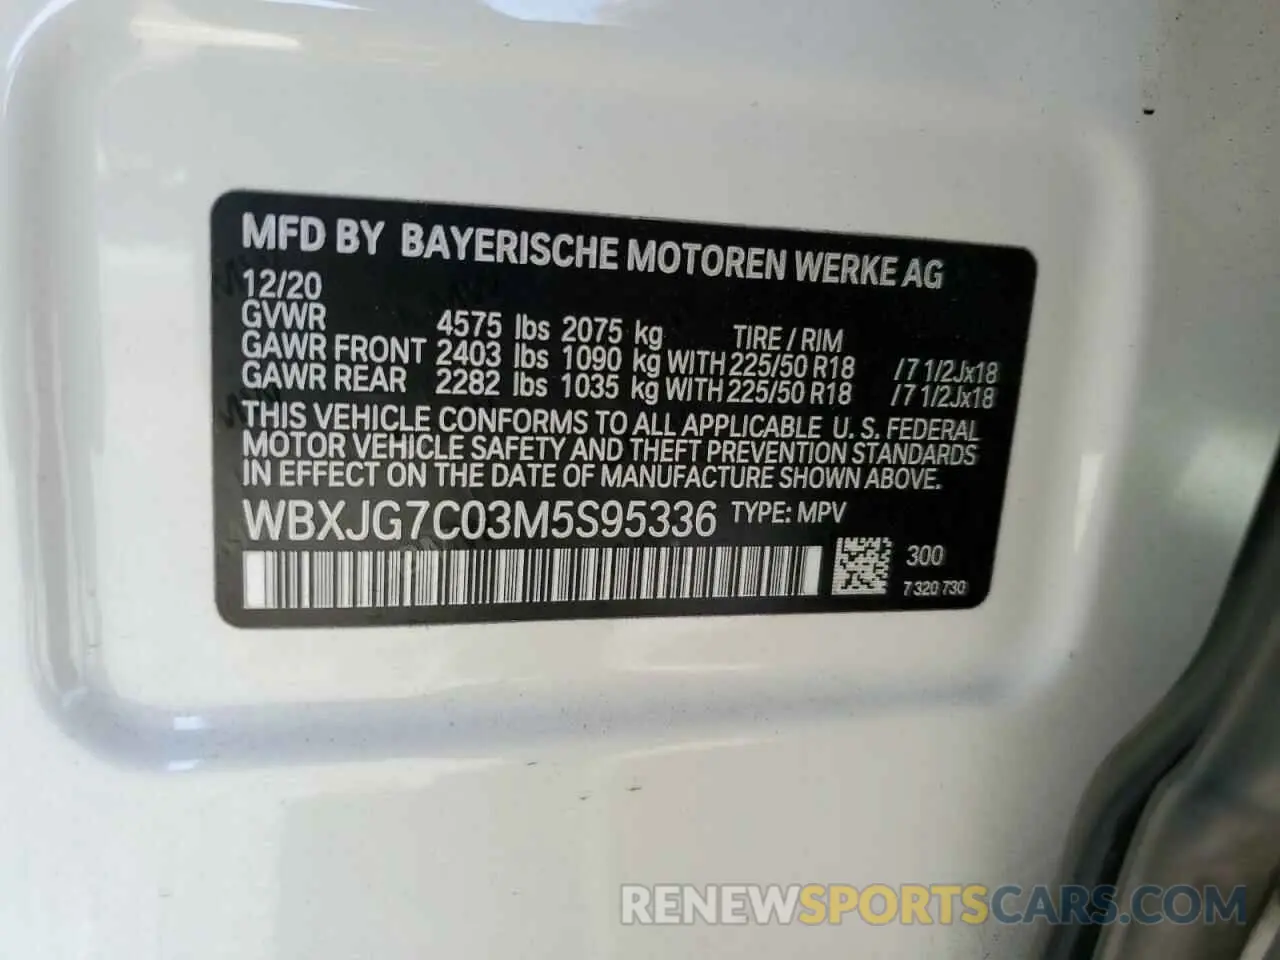 MFD BY BAYERISCHE MOTOREN WERKE AG
12/20
GVWR 4575 lbs 2075 kg TIRE / RIM
GAWR FRONT 2403 lbs 1090 kg WITH 225/50 R18 /7 1/2Jx18
GAWR REAR 2282 lbs 1035 kg WITH 225/50 R18 /7 1/2Jx18
THIS VEHICLE CONFORMS TO ALL APPLICABLE U. S. FEDERAL
MOTOR VEHICLE SAFETY AND THEFT PREVENTION STANDARDS
IN EFFECT ON THE DATE OF MANUFACTURE SHOWN ABOVE.
WBXJG7C03M5S95336 TYPE: MPV
300
7 320 730
RENEWSPORTSCARS.COM